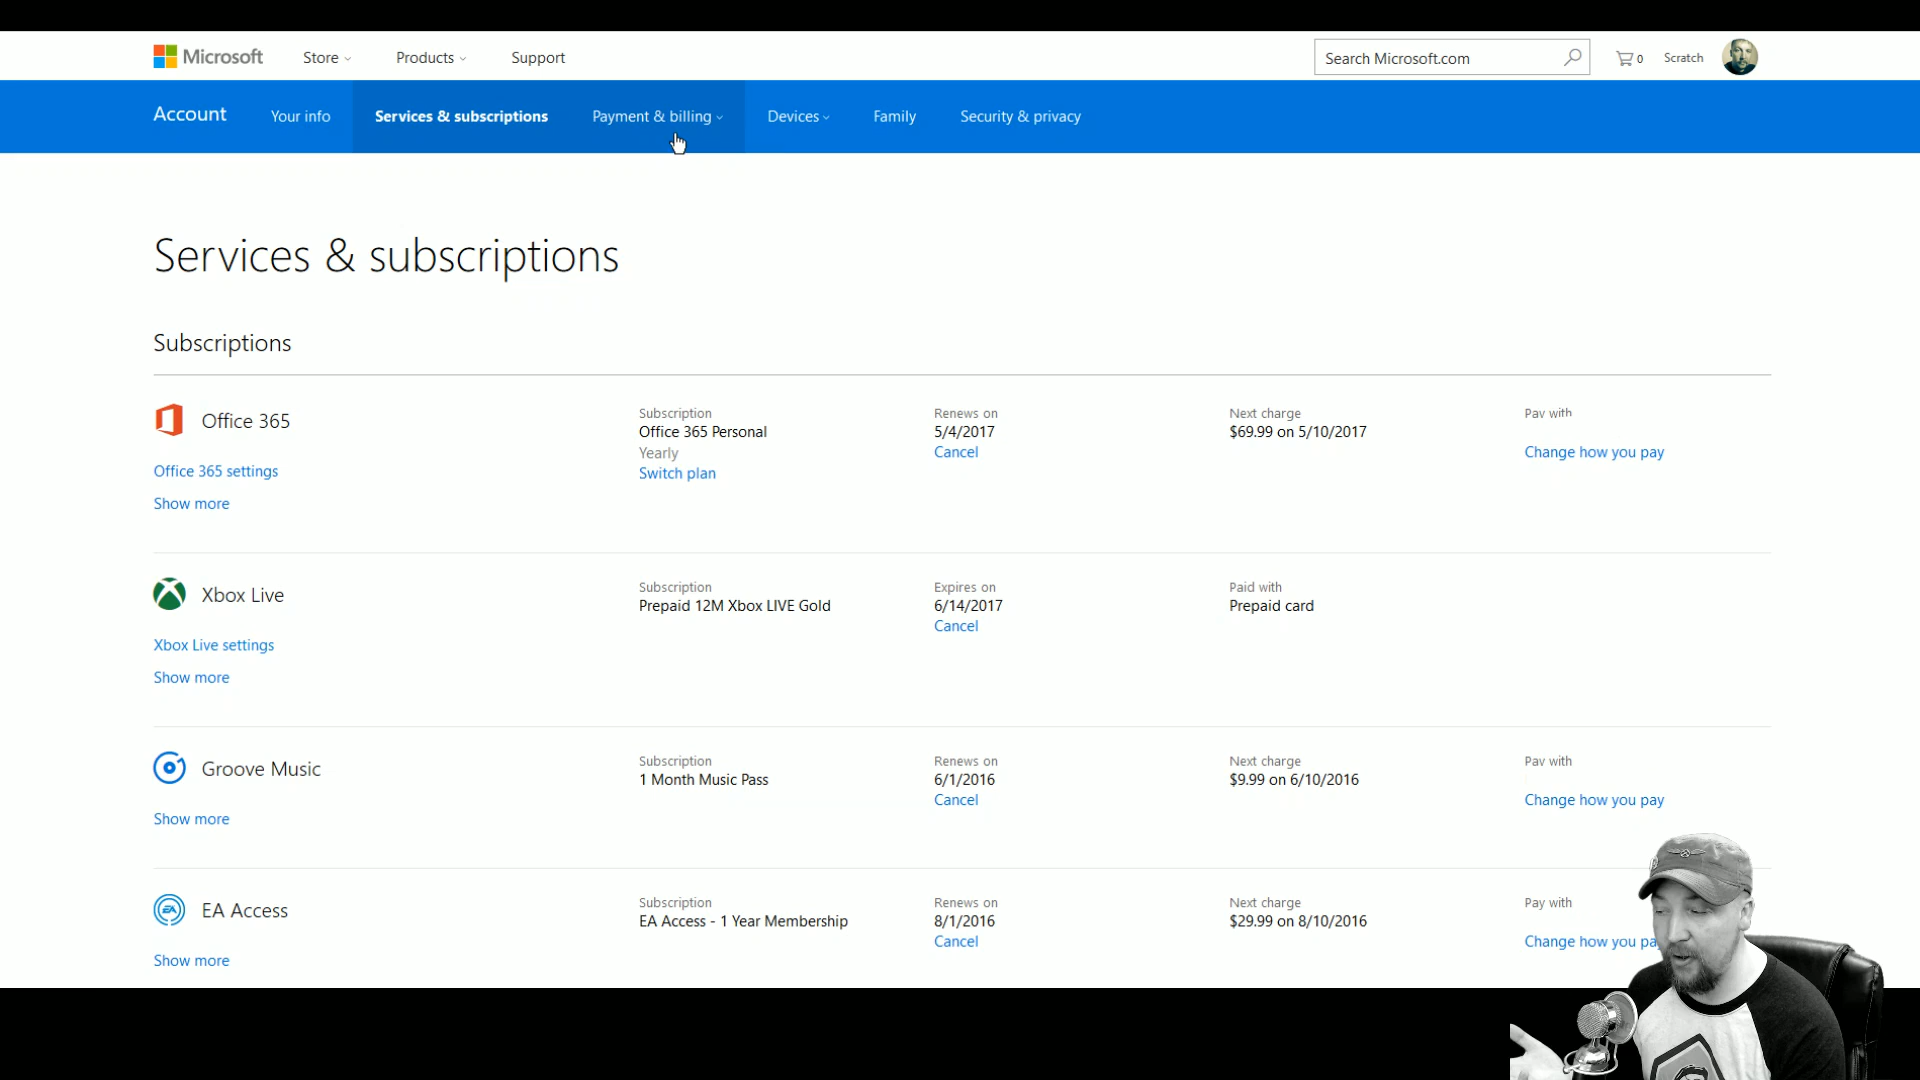 Microsoft Store Products Support Search Microsoft.com 0 Scratch
Account Your info Services & subscriptions Payment & billing Devices Family Security & privacy
Services & subscriptions
Subscriptions
Office 365
Office 365 settings
Show more
Subscription
Office 365 Personal
Yearly
Switch plan
Renews on
5/4/2017
Cancel
Next charge
$69.99 on 5/10/2017
Pay with
Change how you pay
Xbox Live
Xbox Live settings
Show more
Subscription
Prepaid 12M Xbox LIVE Gold
Expires on
6/14/2017
Cancel
Paid with
Prepaid card
Groove Music
Show more
Subscription
1 Month Music Pass
Renews on
6/1/2016
Cancel
Next charge
$9.99 on 6/10/2016
Pay with
Change how you pay
EA
EA Access
Show more
Subscription
EA Access - 1 Year Membership
Renews on
8/1/2016
Cancel
Next charge
$29.99 on 8/10/2016
Pay with
Change how you pa